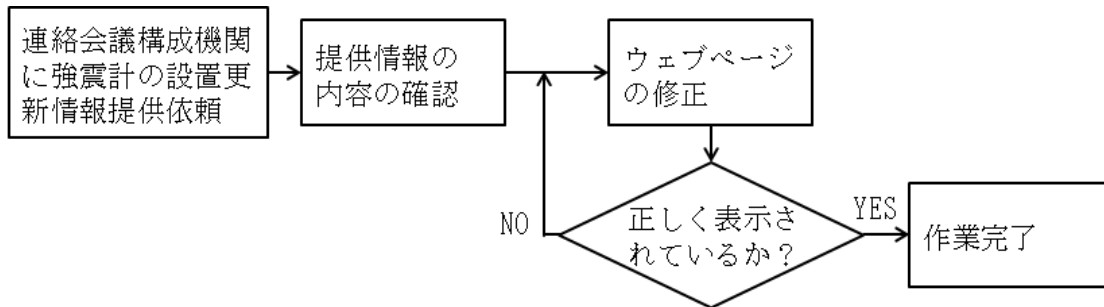 連絡会議構成機関
に強震計の設置更
新情報提供依頼
提供情報の
内容の確認
ウェブページ
の修正
正しく表示さ
れているか？
NO
YES
作業完了